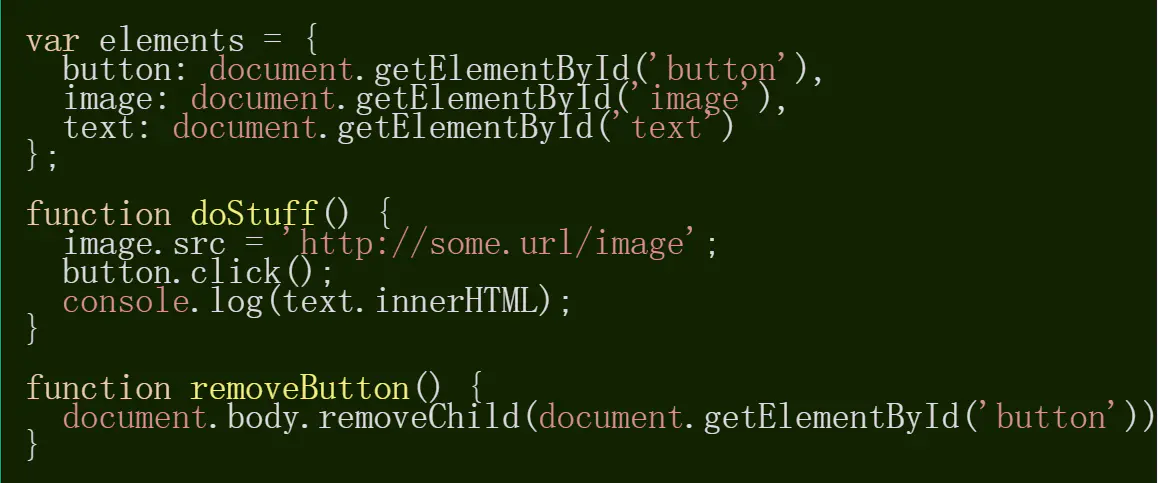 var elements = {
  button: document.getElementById('button'),
  image: document.getElementById('image'),
  text: document.getElementById('text')
};
function doStuff() {
  image.src = 'http://some.url/image';
  button.click();
  console.log(text.innerHTML);
}
function removeButton() {
  document.body.removeChild(document.getElementById('button'))
}